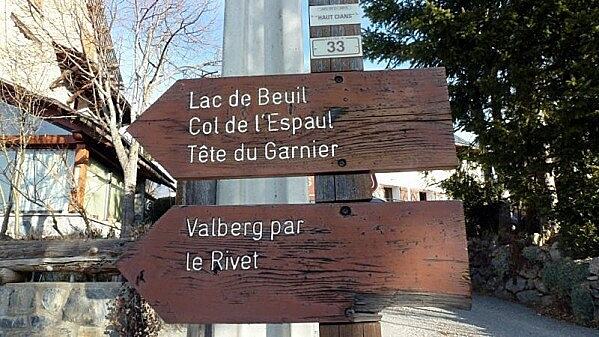 "HAUT CIANS"
33
Lac de Beuil
Col de l'Espaul
Tête du Garnier
Valberg par
le Rivet